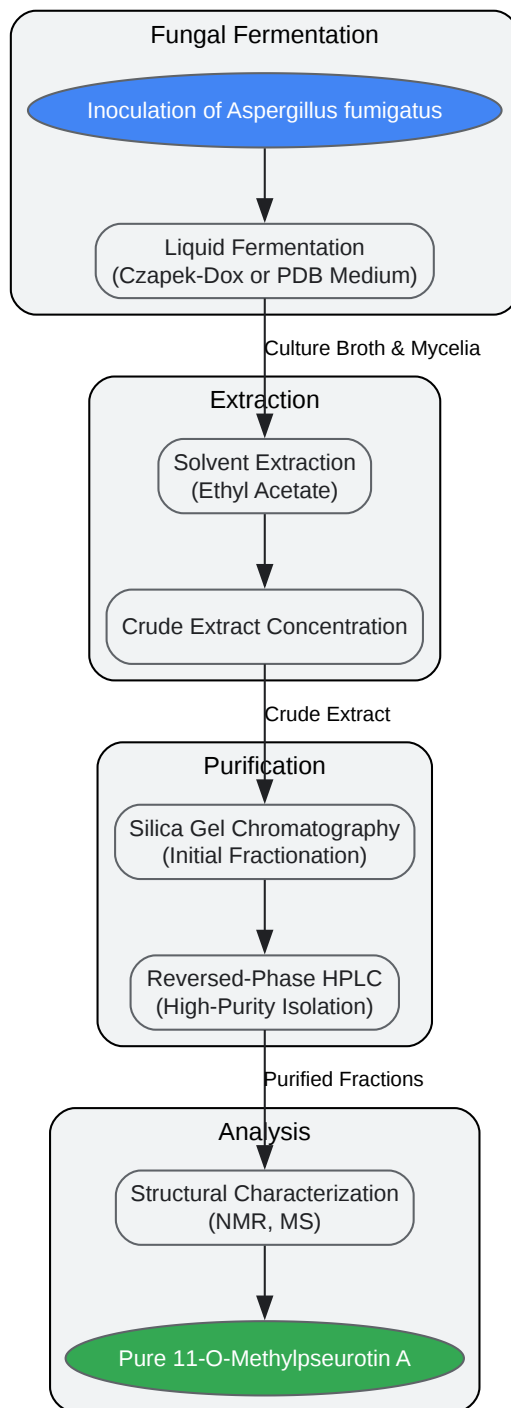 Fungal Fermentation
Inoculation of Aspergillus fumigatus
Liquid Fermentation
(Czapek-Dox or PDB Medium)
Culture Broth & Mycelia
Extraction
Solvent Extraction
(Ethyl Acetate)
Crude Extract Concentration
Crude Extract
Purification
Silica Gel Chromatography
(Initial Fractionation)
Reversed-Phase HPLC
(High-Purity Isolation)
Purified Fractions
Analysis
Structural Characterization
(NMR, MS)
Pure 11-O-Methylpseurotin A